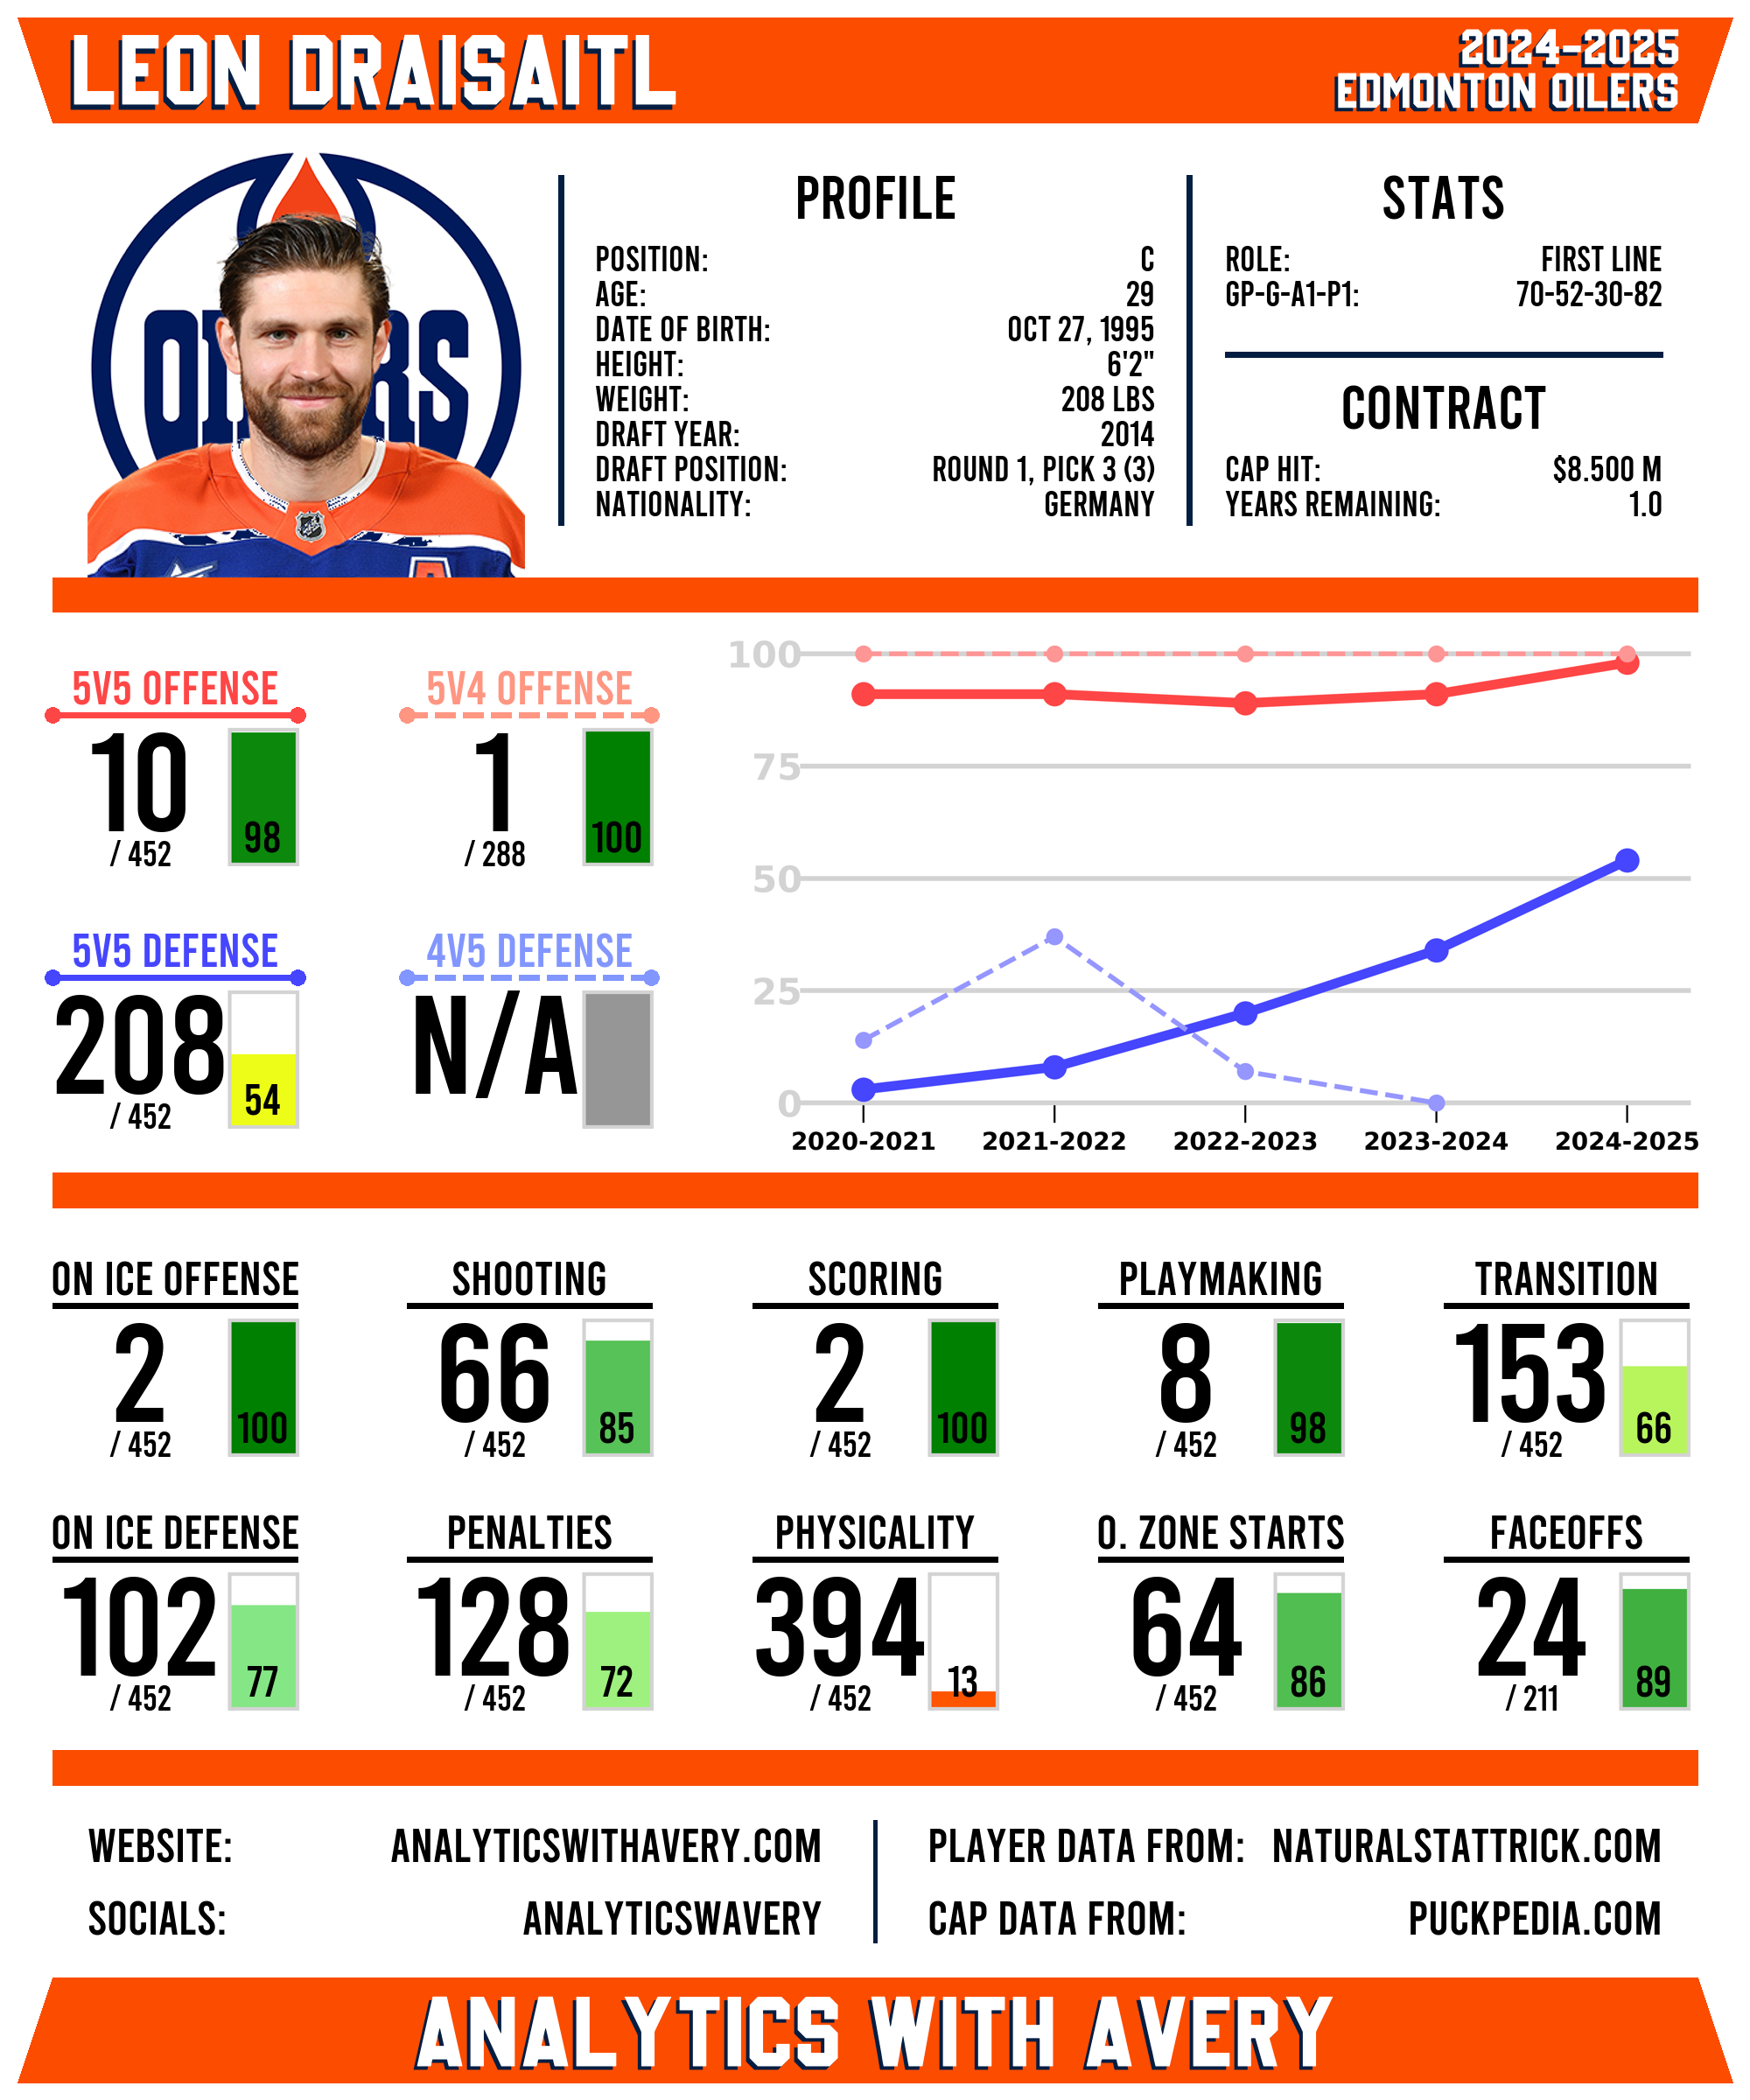 LEON DRAISAITL
2024-2025
EDMONTON OILERS
PROFILE
POSITION: C
AGE: 29
DATE OF BIRTH: OCT 27, 1995
HEIGHT: 6'2"
WEIGHT: 208 LBS
DRAFT YEAR: 2014
DRAFT POSITION: ROUND 1, PICK 3 (3)
NATIONALITY: GERMANY
STATS
ROLE: FIRST LINE
GP-G-A1-P1: 70-52-30-82
CONTRACT
CAP HIT: $8.500 M
YEARS REMAINING: 1.0
5V5 OFFENSE
10
/ 452
98
5V4 OFFENSE
1
/ 288
100
5V5 DEFENSE
208
/ 452
54
4V5 DEFENSE
N/A
100
75
50
25
0
2020-2021 2021-2022 2022-2023 2023-2024 2024-2025
ON ICE OFFENSE
2
/ 452
100
SHOOTING
66
/ 452
85
SCORING
2
/ 452
100
PLAYMAKING
8
/ 452
98
TRANSITION
153
/ 452
66
ON ICE DEFENSE
102
/ 452
77
PENALTIES
128
/ 452
72
PHYSICALITY
394
/ 452
13
O. ZONE STARTS
64
/ 452
86
FACEOFFS
24
/ 211
89
WEBSITE: ANALYTICSWITHAVERY.COM
SOCIALS: ANALYTICSWAVERY
PLAYER DATA FROM: NATURALSTATTRICK.COM
CAP DATA FROM: PUCKPEDIA.COM
ANALYTICS WITH AVERY